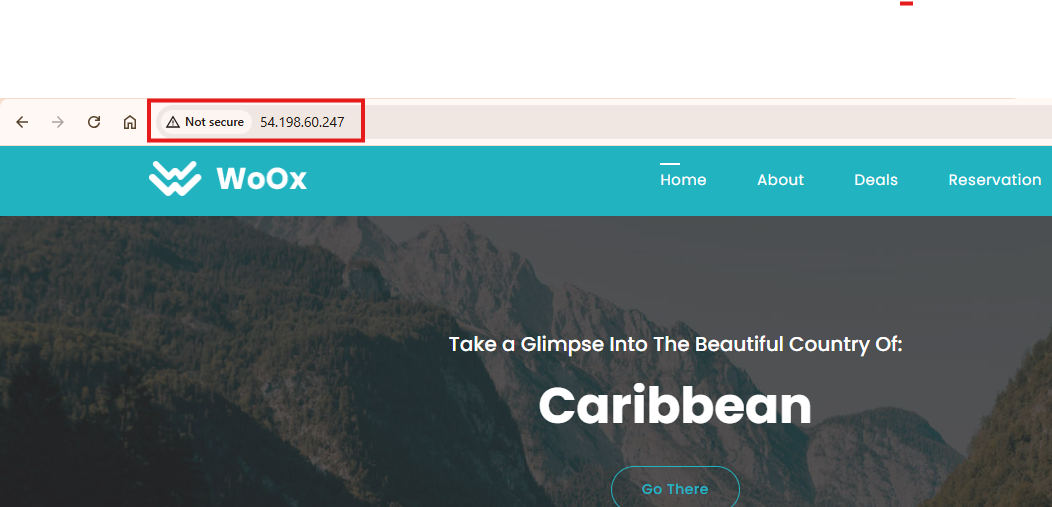 Not secure 54.198.60.247
WoOx Home About Deals Reservation
Take a Glimpse Into The Beautiful Country Of:
Caribbean
Go There